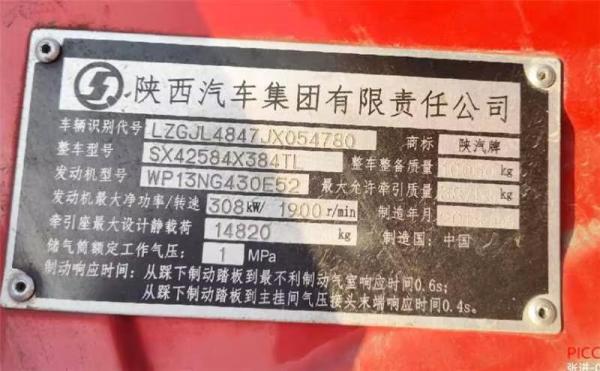 陕西汽车集团有限责任公司
车辆识别代号 LZGJL4847JX054780 商标 陕汽牌
整车型号 SX42584X384TL 整车整备质量 kg
发动机型号 WP13NG430E52 最大允许牵引质量 kg
发动机最大净功率/转速 308kW/ 1900r/min 制造年月
牵引座最大设计静载荷 14820 kg 制造国: 中国
储气筒额定工作气压: 1 MPa
制动响应时间: 从踩下制动踏板到最不利制动气室响应时间0.6s;
从踩下制动踏板到主挂间气压接头末端响应时间0.4s。
PICC